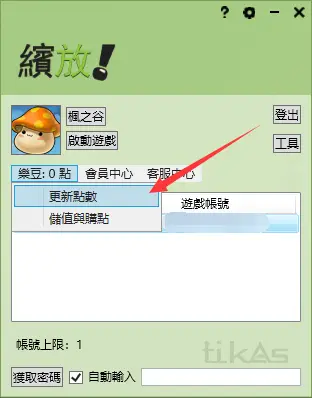 繽放!
楓之谷
登出
啟動遊戲
工具
樂豆: 0 點 會員中心 客服中心
更新點數
儲值與購點
遊戲帳號
帳號上限: 1
tikAs
獲取密碼 自動輸入